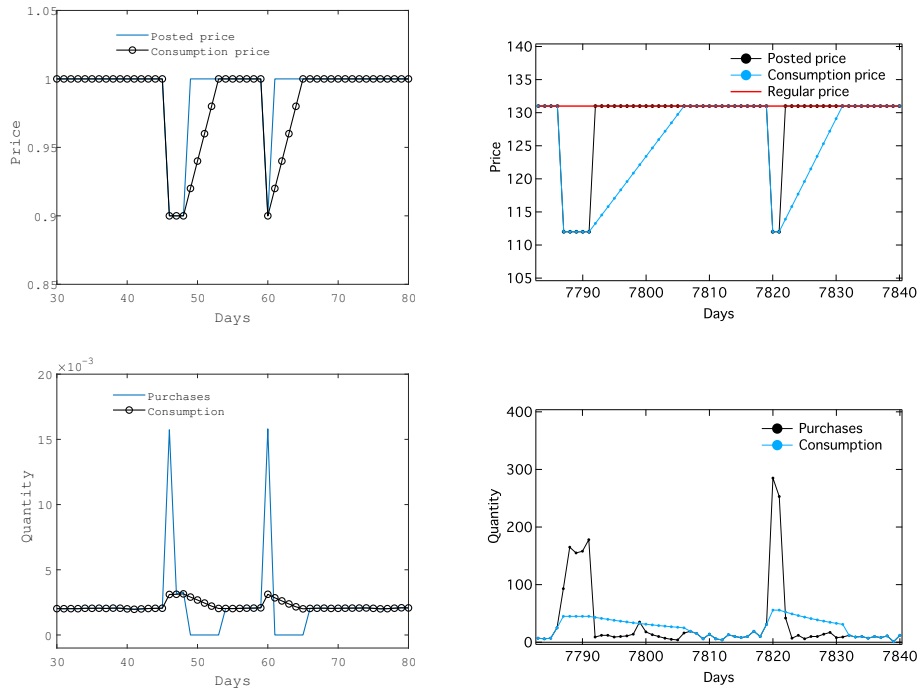 1.05
1
0.95
0.9
0.85
Price
Posted price
Consumption price
30 40 50 60 70 80
Days
140
135
130
125
120
115
110
105
Price
Posted price
Consumption price
Regular price
7790 7800 7810 7820 7830 7840
Days
×10⁻³
20
15
10
5
0
Quantity
Purchases
Consumption
30 40 50 60 70 80
Days
400
300
200
100
0
Quantity
Purchases
Consumption
7790 7800 7810 7820 7830 7840
Days